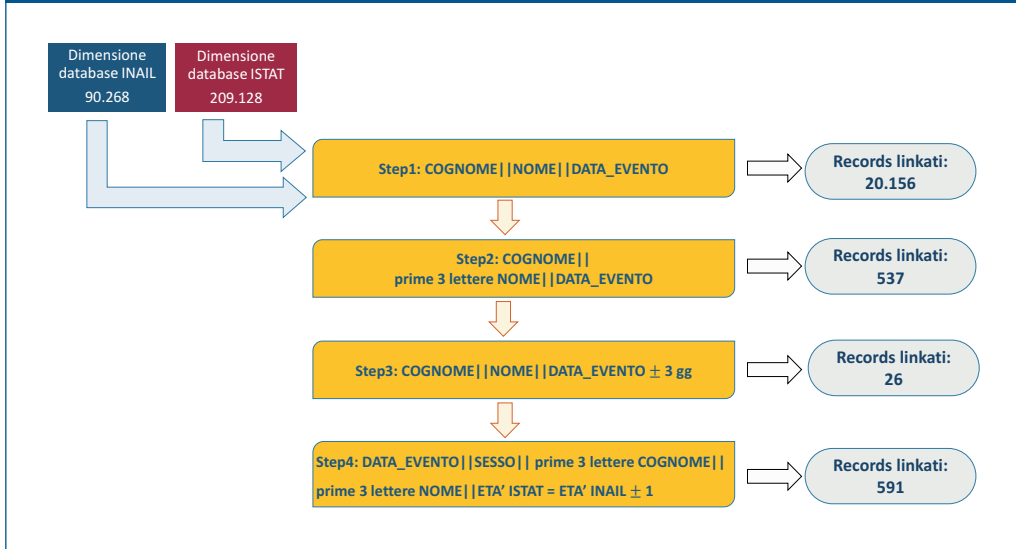 Dimensione
database INAIL
90.268
Dimensione
database ISTAT
209.128
Step1: COGNOME||NOME||DATA_EVENTO
Records linkati:
20.156
Step2: COGNOME||
prime 3 lettere NOME||DATA_EVENTO
Records linkati:
537
Step3: COGNOME||NOME||DATA_EVENTO ± 3 gg
Records linkati:
26
Step4: DATA_EVENTO||SESSO|| prime 3 lettere COGNOME||
prime 3 lettere NOME||ETA’ ISTAT = ETA’ INAIL ± 1
Records linkati:
591